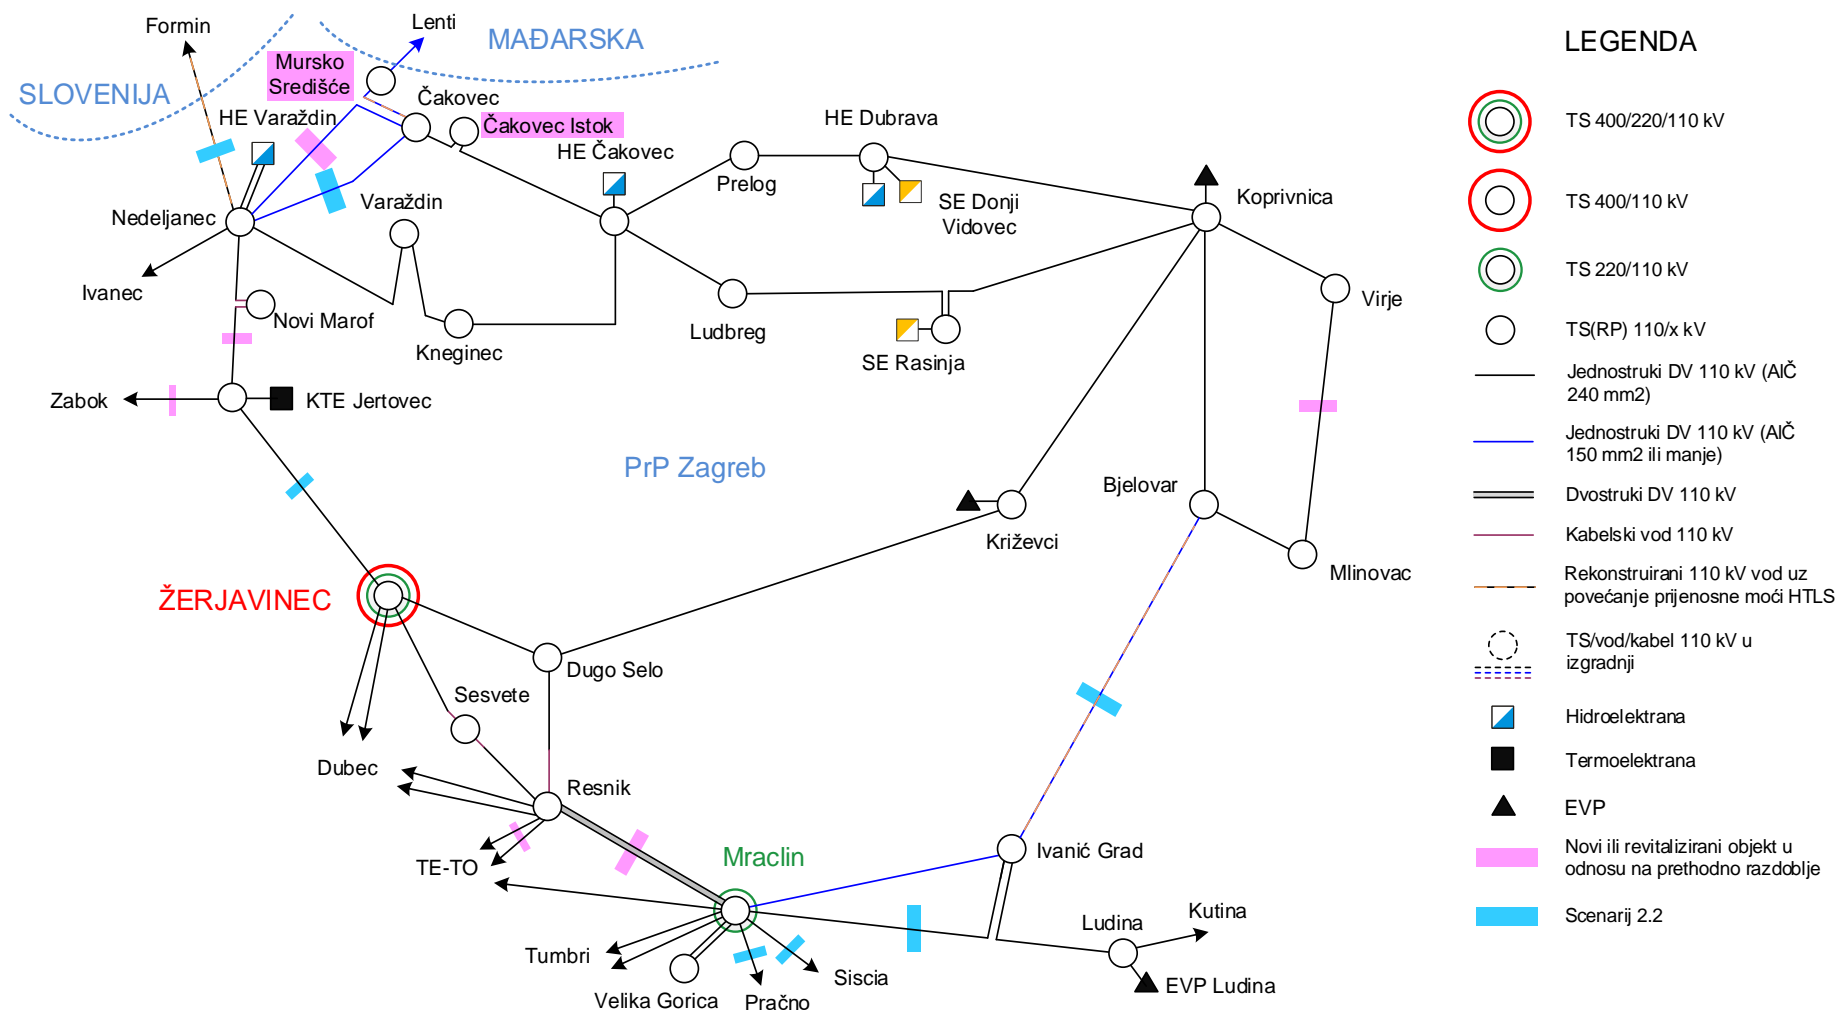 Formin
Lenti
MAĐARSKA
Mursko
Središće
SLOVENIJA
HE Varaždin
Čakovec
Čakovec Istok
HE Dubrava
HE Čakovec
Prelog
Koprivnica
SE Donji
Vidovec
Varaždin
Nedeljanec
Ivanec
Novi Marof
Kneginec
Ludbreg
SE Rasinja
Virje
Zabok
KTE Jertovec
PrP Zagreb
Bjelovar
Križevci
Mlinovac
ŽERJAVINEC
Dugo Selo
Sesvete
Dubec
Resnik
TE-TO
Mraclin
Ivanić Grad
Ludina
Kutina
Tumbri
Siscia
EVP Ludina
Velika Gorica
Pračno
LEGENDA
TS 400/220/110 kV
TS 400/110 kV
TS 220/110 kV
TS(RP) 110/x kV
Jednostruki DV 110 kV (AlČ
240 mm2)
Jednostruki DV 110 kV (AlČ
150 mm2 ili manje)
Dvostruki DV 110 kV
Kabelski vod 110 kV
Rekonstruirani 110 kV vod uz
povećanje prijenosne moći HTLS
TS/vod/kabel 110 kV u
izgradnji
Hidroelektrana
Termoelektrana
EVP
Novi ili revitalizirani objekt u
odnosu na prethodno razdoblje
Scenarij 2.2